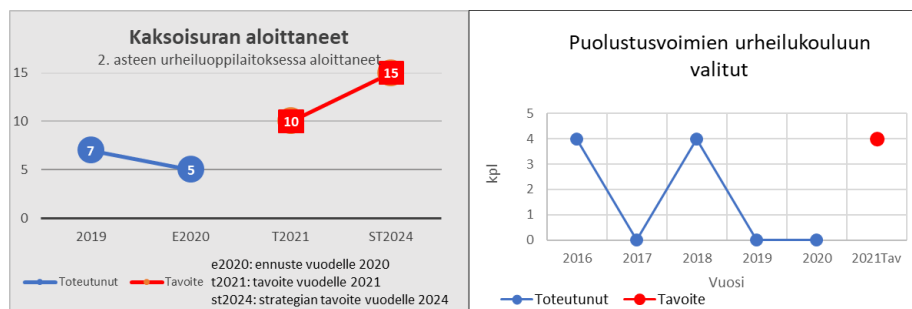 Kaksoisuran aloittaneet
2. asteen urheiluoppilaitoksessa aloittaneet
15
10
5
0
7
5
10
15
2019
E2020
T2021
ST2024
Toteutunut
Tavoite
e2020: ennuste vuodelle 2020
t2021: tavoite vuodelle 2021
st2024: strategian tavoite vuodelle 2024
Puolustusvoimien urheilukouluun
valitut
5
4
3
2
1
0
kpl
2016
2017
2018
2019
2020
2021Tav
Vuosi
Toteutunut
Tavoite